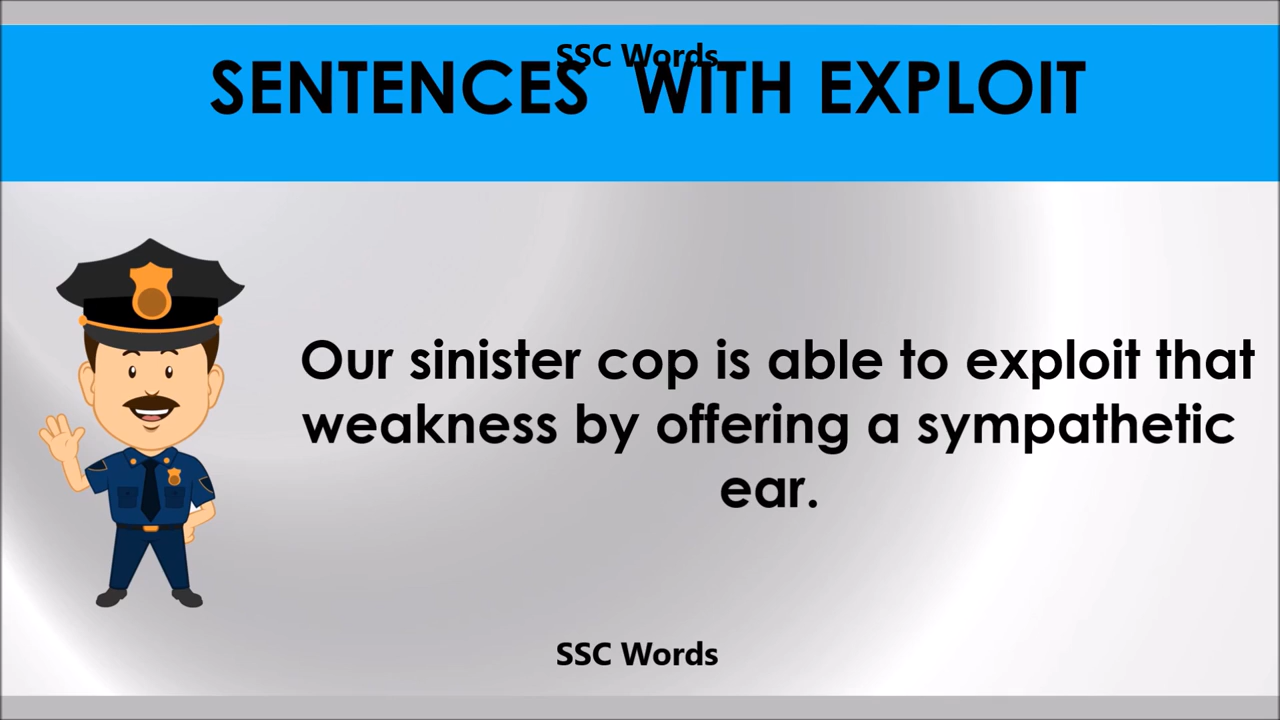 SSC Words
SENTENCES WITH EXPLOIT
Our sinister cop is able to exploit that
weakness by offering a sympathetic
ear.
SSC Words